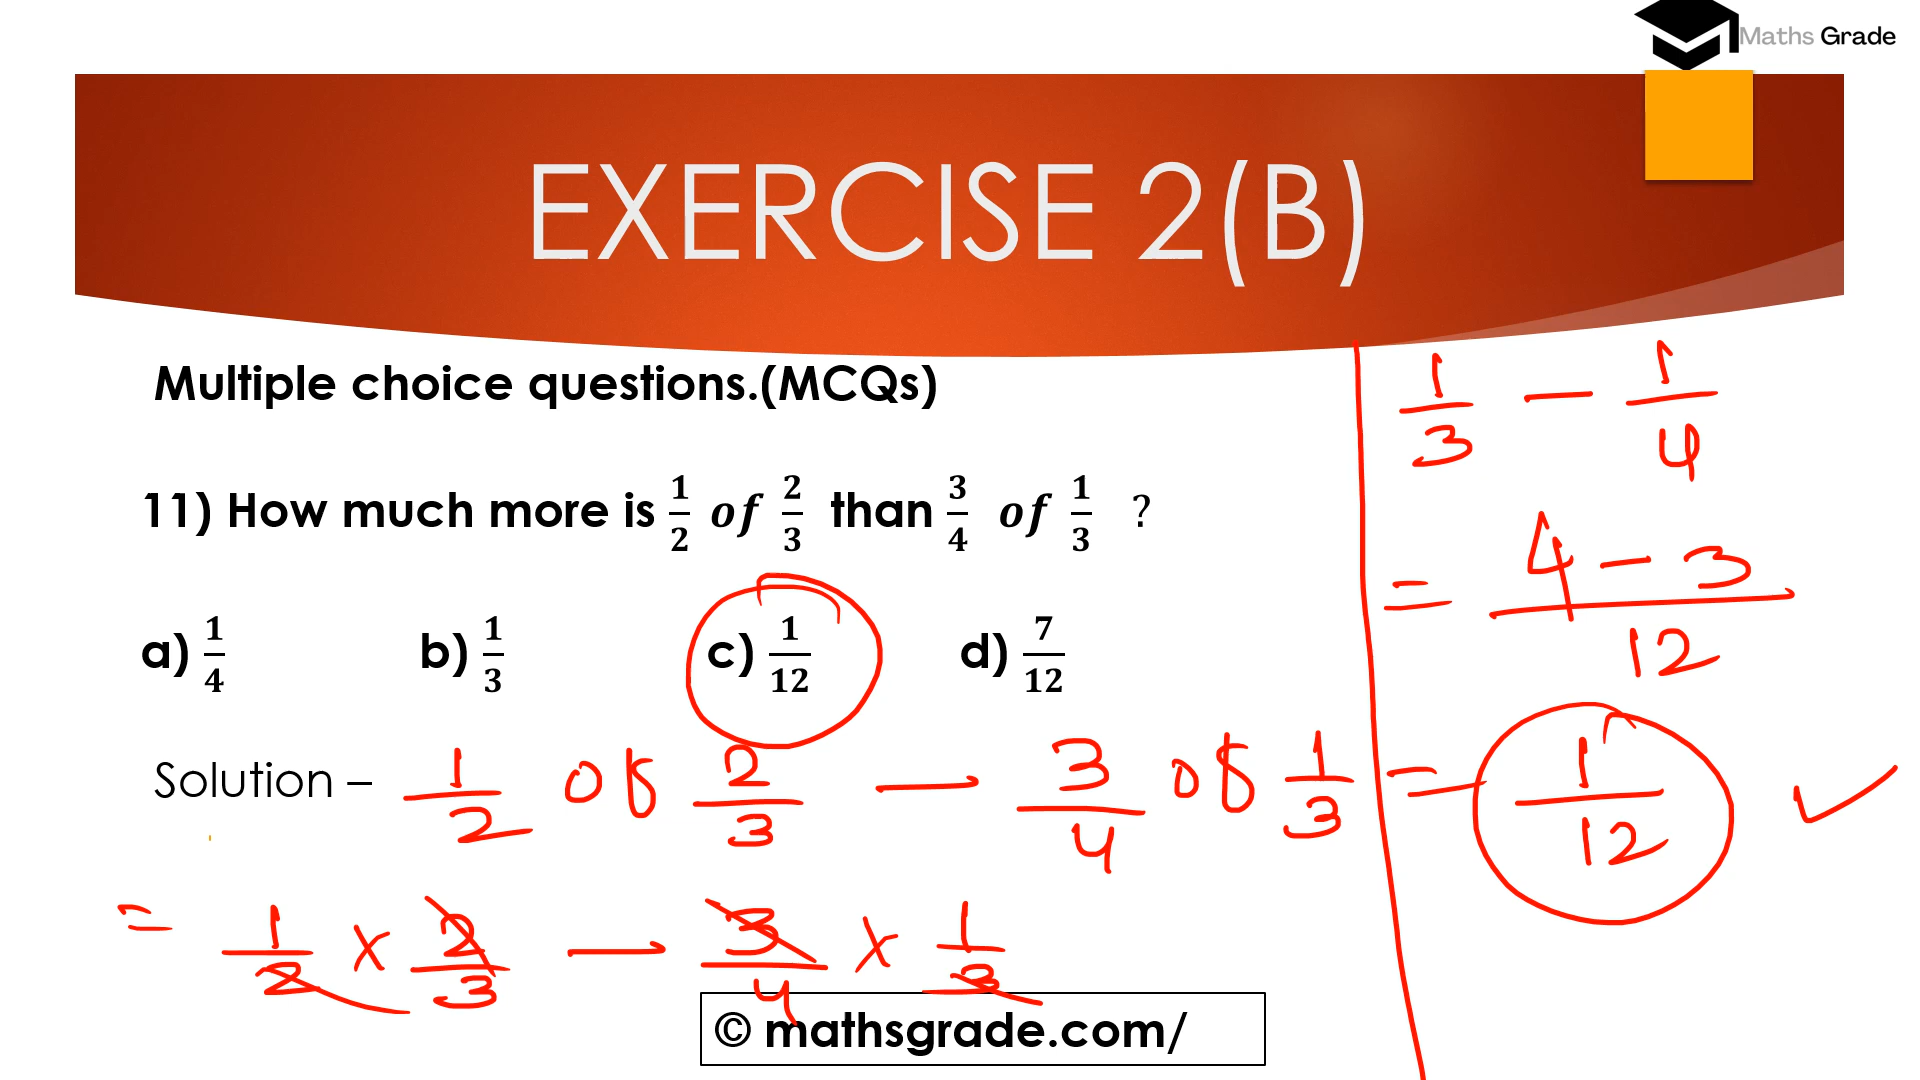 Maths Grade
EXERCISE 2(B)
Multiple choice questions.(MCQs)
11) How much more is 1/2 of 2/3 than 3/4 of 1/3 ?
a) 1/4 b) 1/3 c) 1/12 d) 7/12
Solution – 1/2 of 2/3 — 3/4 of 1/3
= 1/2 × 2/3 — 3/4 × 1/3
1/3 — 1/4
= 4 — 3/12
= 1/12 ✓
© mathsgrade.com/